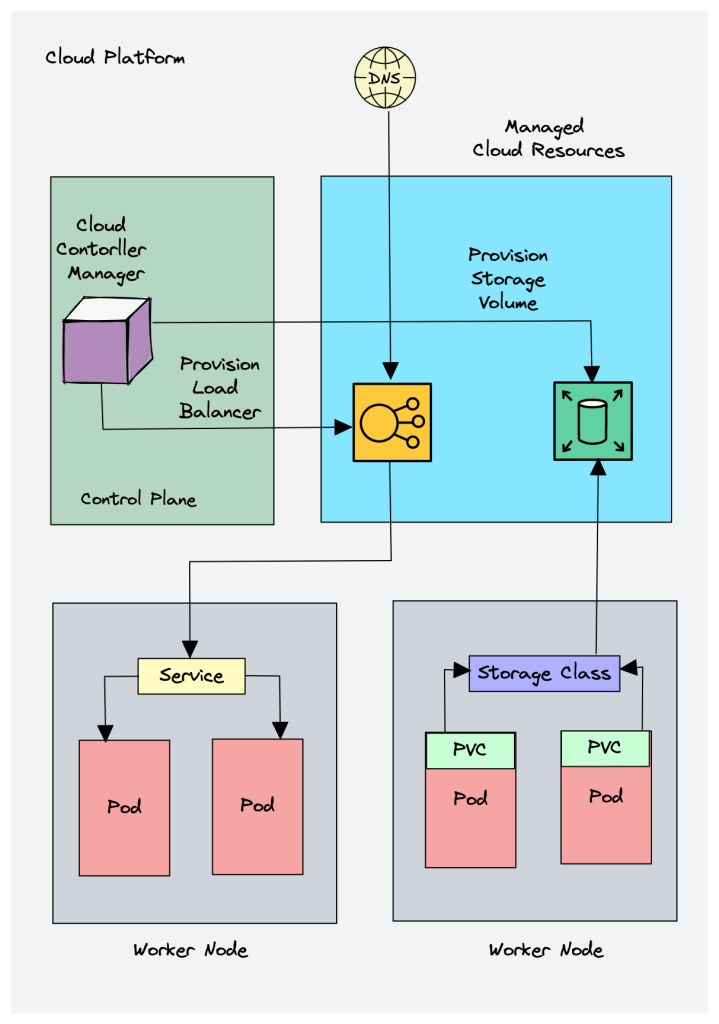 Cloud Platform
DNS
Managed
Cloud Resources
Cloud
Contorller
Manager
Provision
Storage
Volume
Provision
Load
Balancer
Control Plane
Service
Storage Class
Pod
Pod
PVC
Pod
PVC
Pod
Worker Node
Worker Node